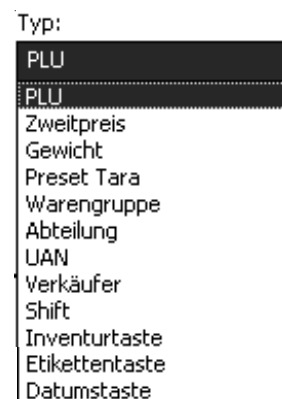 Typ:
PLU
PLU
Zweitpreis
Gewicht
Preset Tara
Warengruppe
Abteilung
UAN
Verkäufer
Shift
Inventurtaste
Etikettentaste
Datumstaste